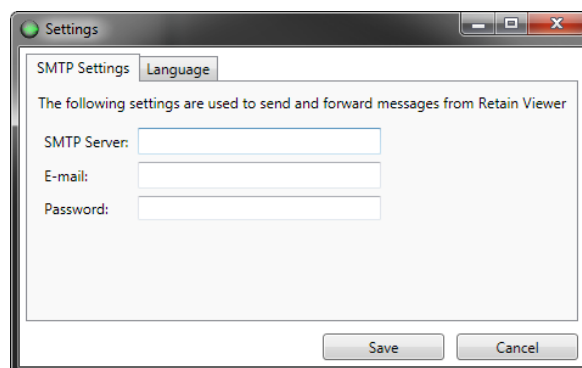 Settings
SMTP Settings Language
The following settings are used to send and forward messages from Retain Viewer
SMTP Server:
E-mail:
Password:
Save Cancel